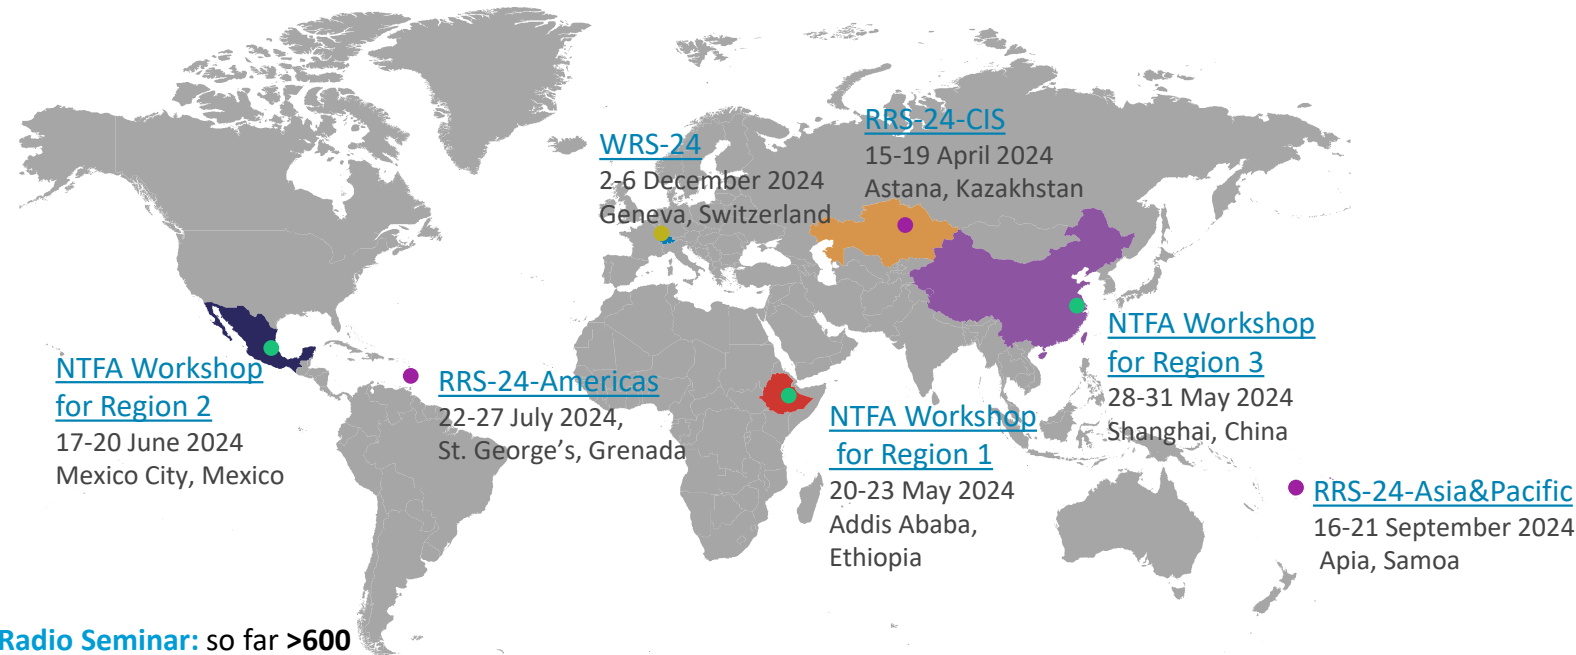 WRS-24
2-6 December 2024
Geneva, Switzerland
RRS-24-CIS
15-19 April 2024
Astana, Kazakhstan
NTFA Workshop
for Region 2
17-20 June 2024
Mexico City, Mexico
RRS-24-Americas
22-27 July 2024,
St. George’s, Grenada
NTFA Workshop
for Region 1
20-23 May 2024
Addis Ababa,
Ethiopia
NTFA Workshop
for Region 3
28-31 May 2024
Shanghai, China
RRS-24-Asia&Pacific
16-21 September 2024
Apia, Samoa
Radio Seminar: so far >600